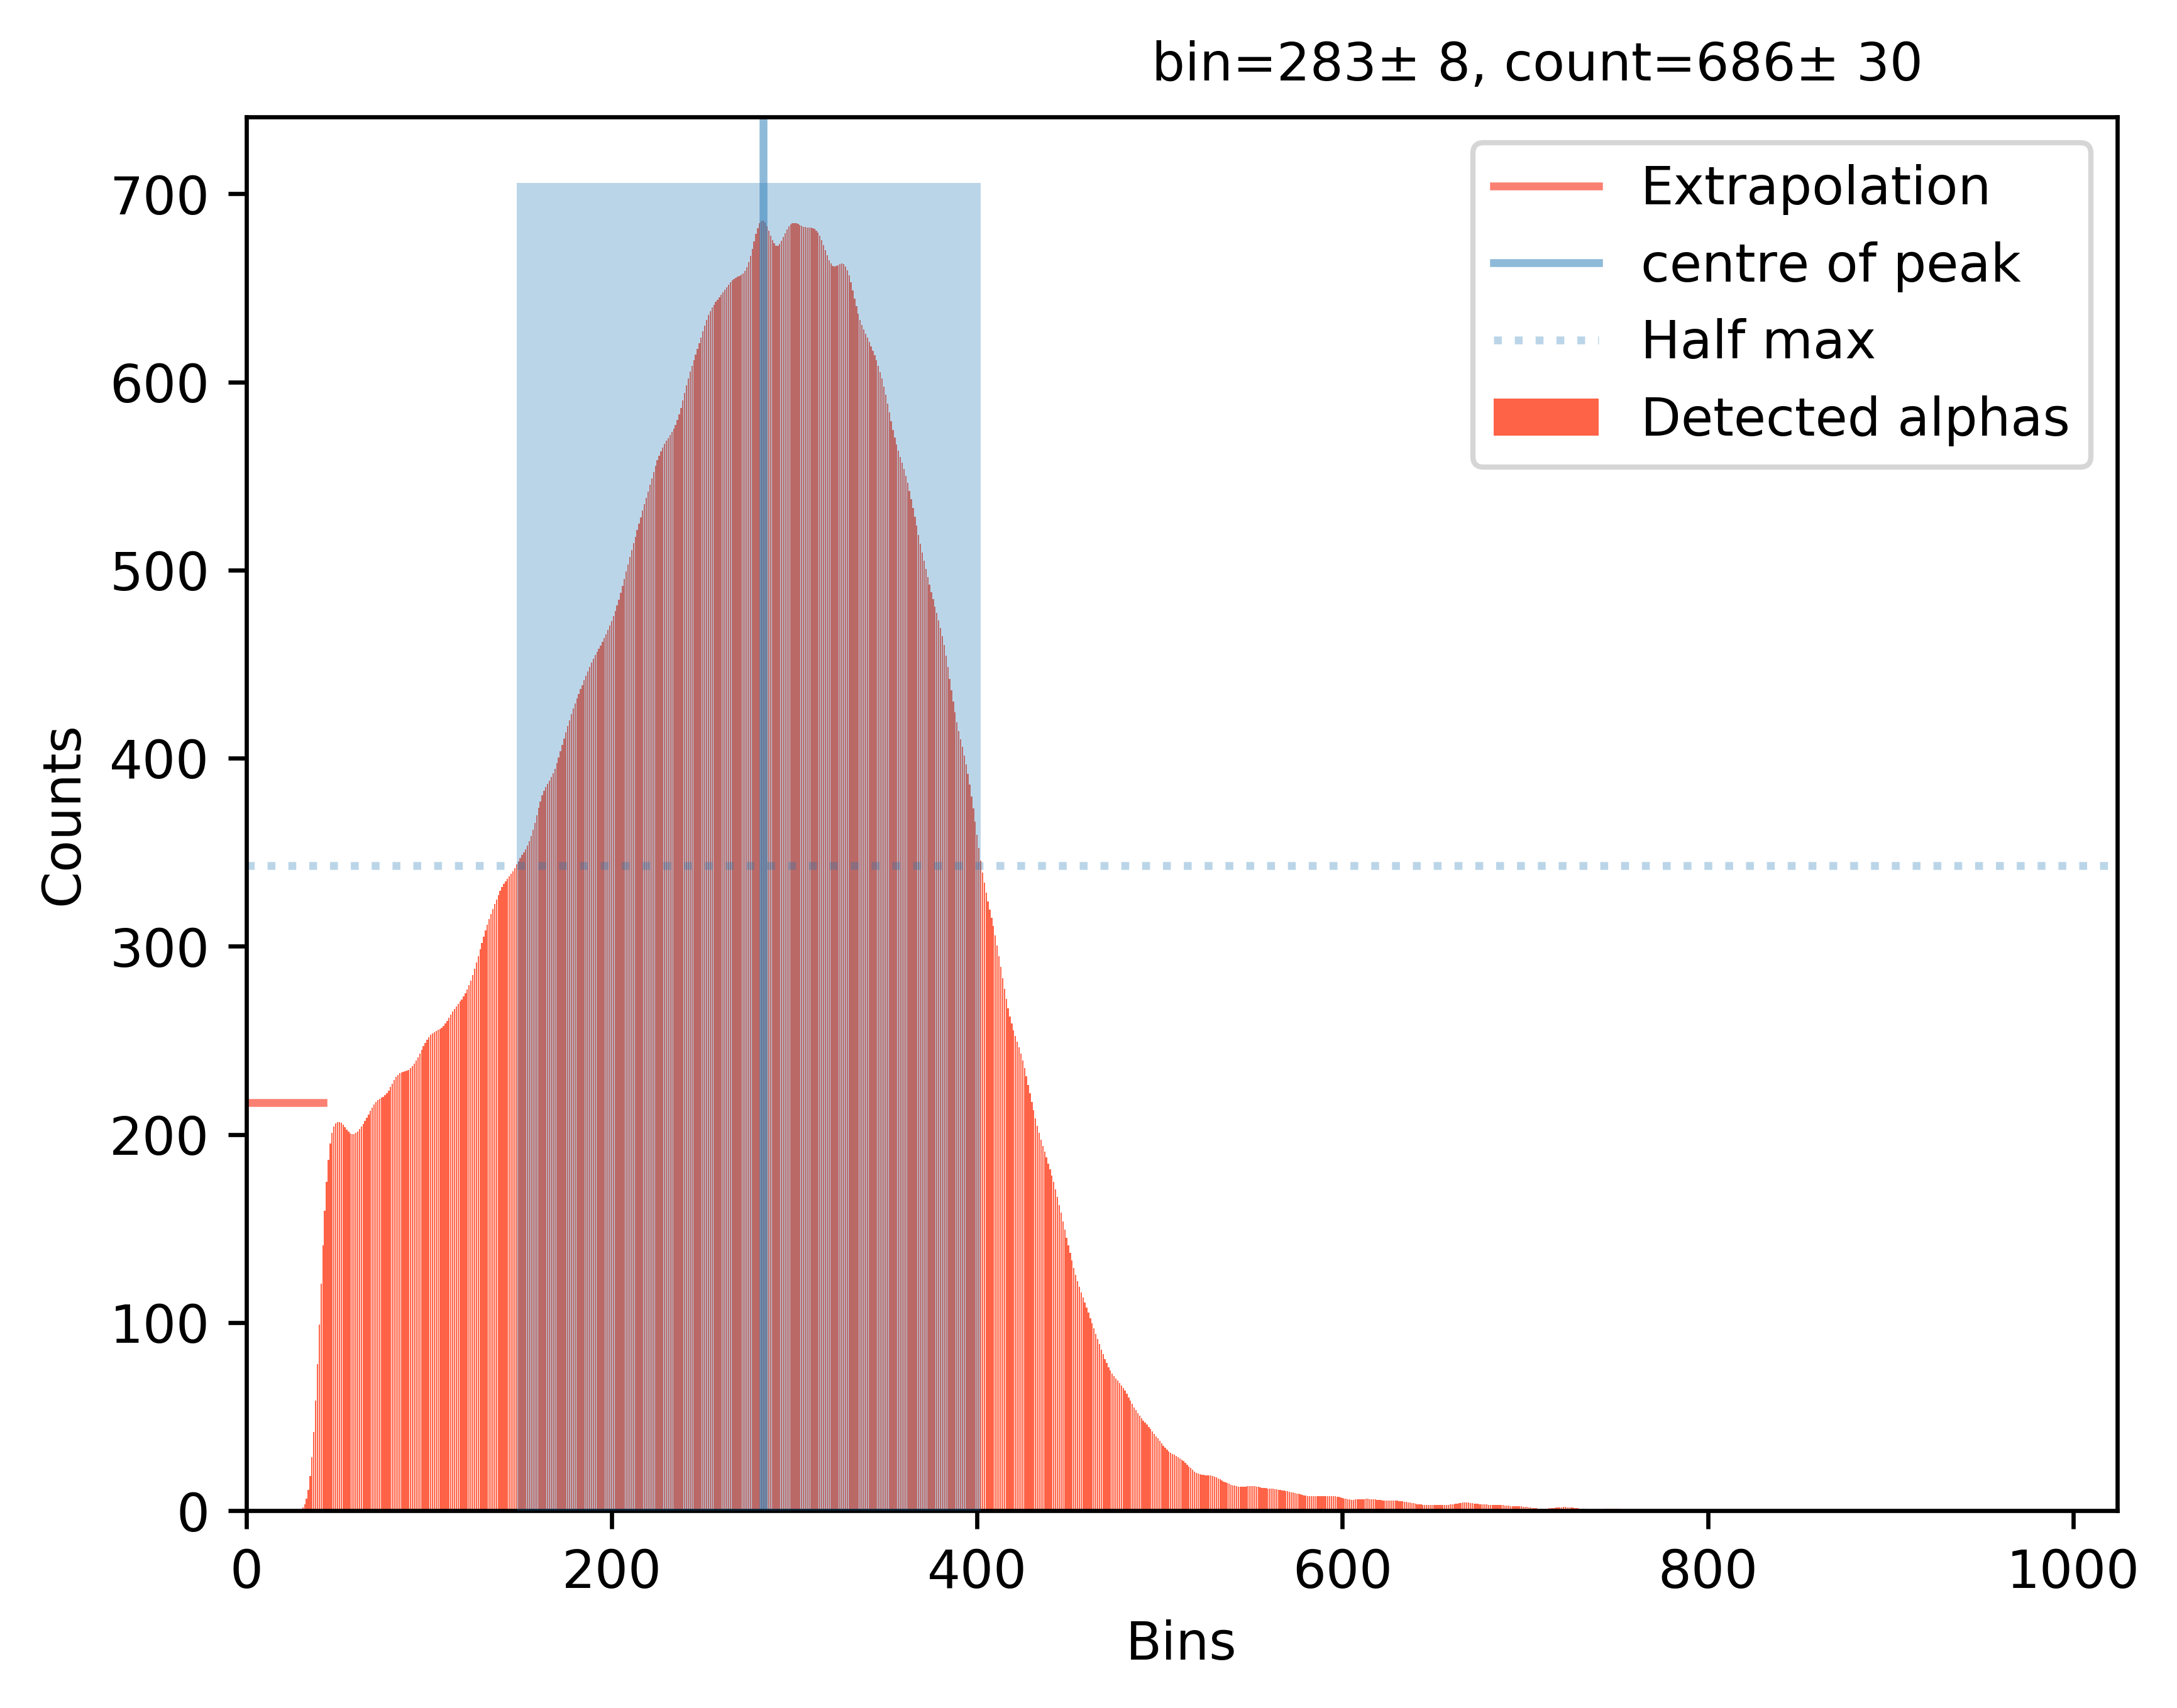 bin=283± 8, count=686± 30
Extrapolation
centre of peak
Half max
Detected alphas
700
600
500
400
300
200
100
0
Counts
0 200 400 600 800 1000
Bins